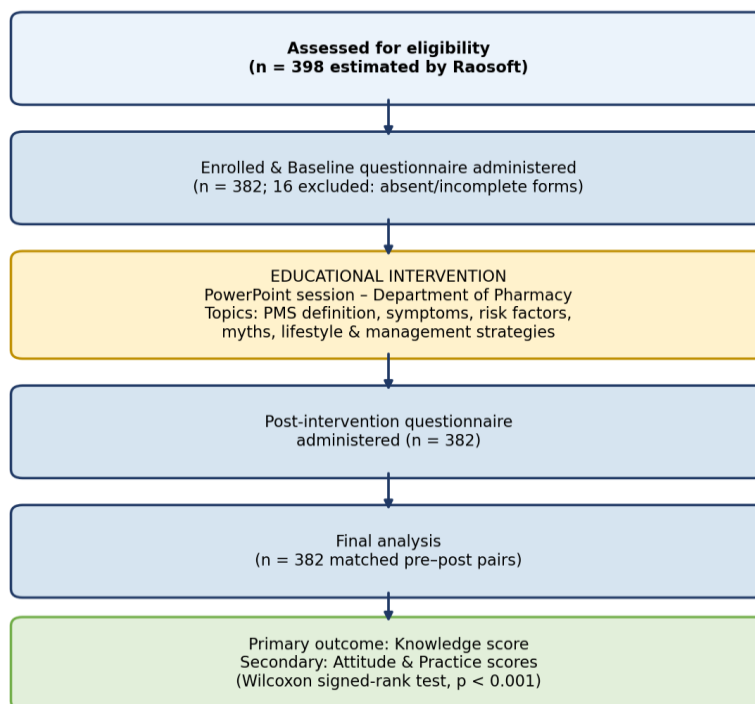 Assessed for eligibility
(n = 398 estimated by Raosoft)
Enrolled & Baseline questionnaire administered
(n = 382; 16 excluded: absent/incomplete forms)
EDUCATIONAL INTERVENTION
PowerPoint session – Department of Pharmacy
Topics: PMS definition, symptoms, risk factors,
myths, lifestyle & management strategies
Post-intervention questionnaire
administered (n = 382)
Final analysis
(n = 382 matched pre–post pairs)
Primary outcome: Knowledge score
Secondary: Attitude & Practice scores
(Wilcoxon signed-rank test, p < 0.001)